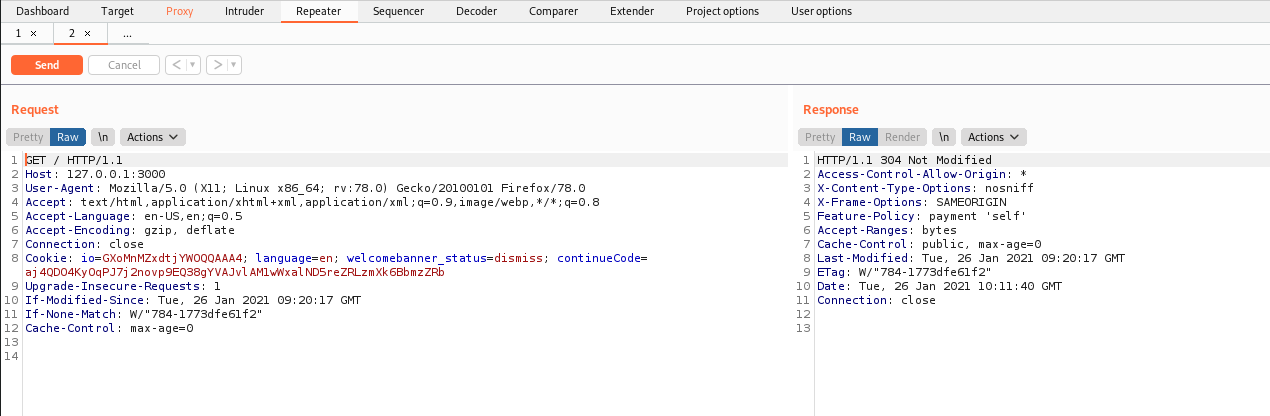 Dashboard Target Proxy Intruder Repeater Sequencer Decoder Comparer Extender Project options User options
1 × 2 × ...
Send Cancel < ▼ > ▼
Request
Pretty Raw \n Actions
1 GET / HTTP/1.1
2 Host: 127.0.0.1:3000
3 User-Agent: Mozilla/5.0 (X11; Linux x86_64; rv:78.0) Gecko/20100101 Firefox/78.0
4 Accept: text/html,application/xhtml+xml,application/xml;q=0.9,image/webp,*/*;q=0.8
5 Accept-Language: en-US,en;q=0.5
6 Accept-Encoding: gzip, deflate
7 Connection: close
8 Cookie: io=GXoMnMZxdtjYWOQQAAA4; language=en; welcomebanner_status=dismiss; continueCode=
aj4QDO4KyOqPJ7j2novp9EQ38gYVAJvlAM1wWxalND5reZRLzmXk6BbmzZRb
9 Upgrade-Insecure-Requests: 1
10 If-Modified-Since: Tue, 26 Jan 2021 09:20:17 GMT
11 If-None-Match: W/"784-1773dfe61f2"
12 Cache-Control: max-age=0
13
14
Response
Pretty Raw Render \n Actions
1 HTTP/1.1 304 Not Modified
2 Access-Control-Allow-Origin: *
3 X-Content-Type-Options: nosniff
4 X-Frame-Options: SAMEORIGIN
5 Feature-Policy: payment 'self'
6 Accept-Ranges: bytes
7 Cache-Control: public, max-age=0
8 Last-Modified: Tue, 26 Jan 2021 09:20:17 GMT
9 ETag: W/"784-1773dfe61f2"
10 Date: Tue, 26 Jan 2021 10:11:40 GMT
11 Connection: close
12
13